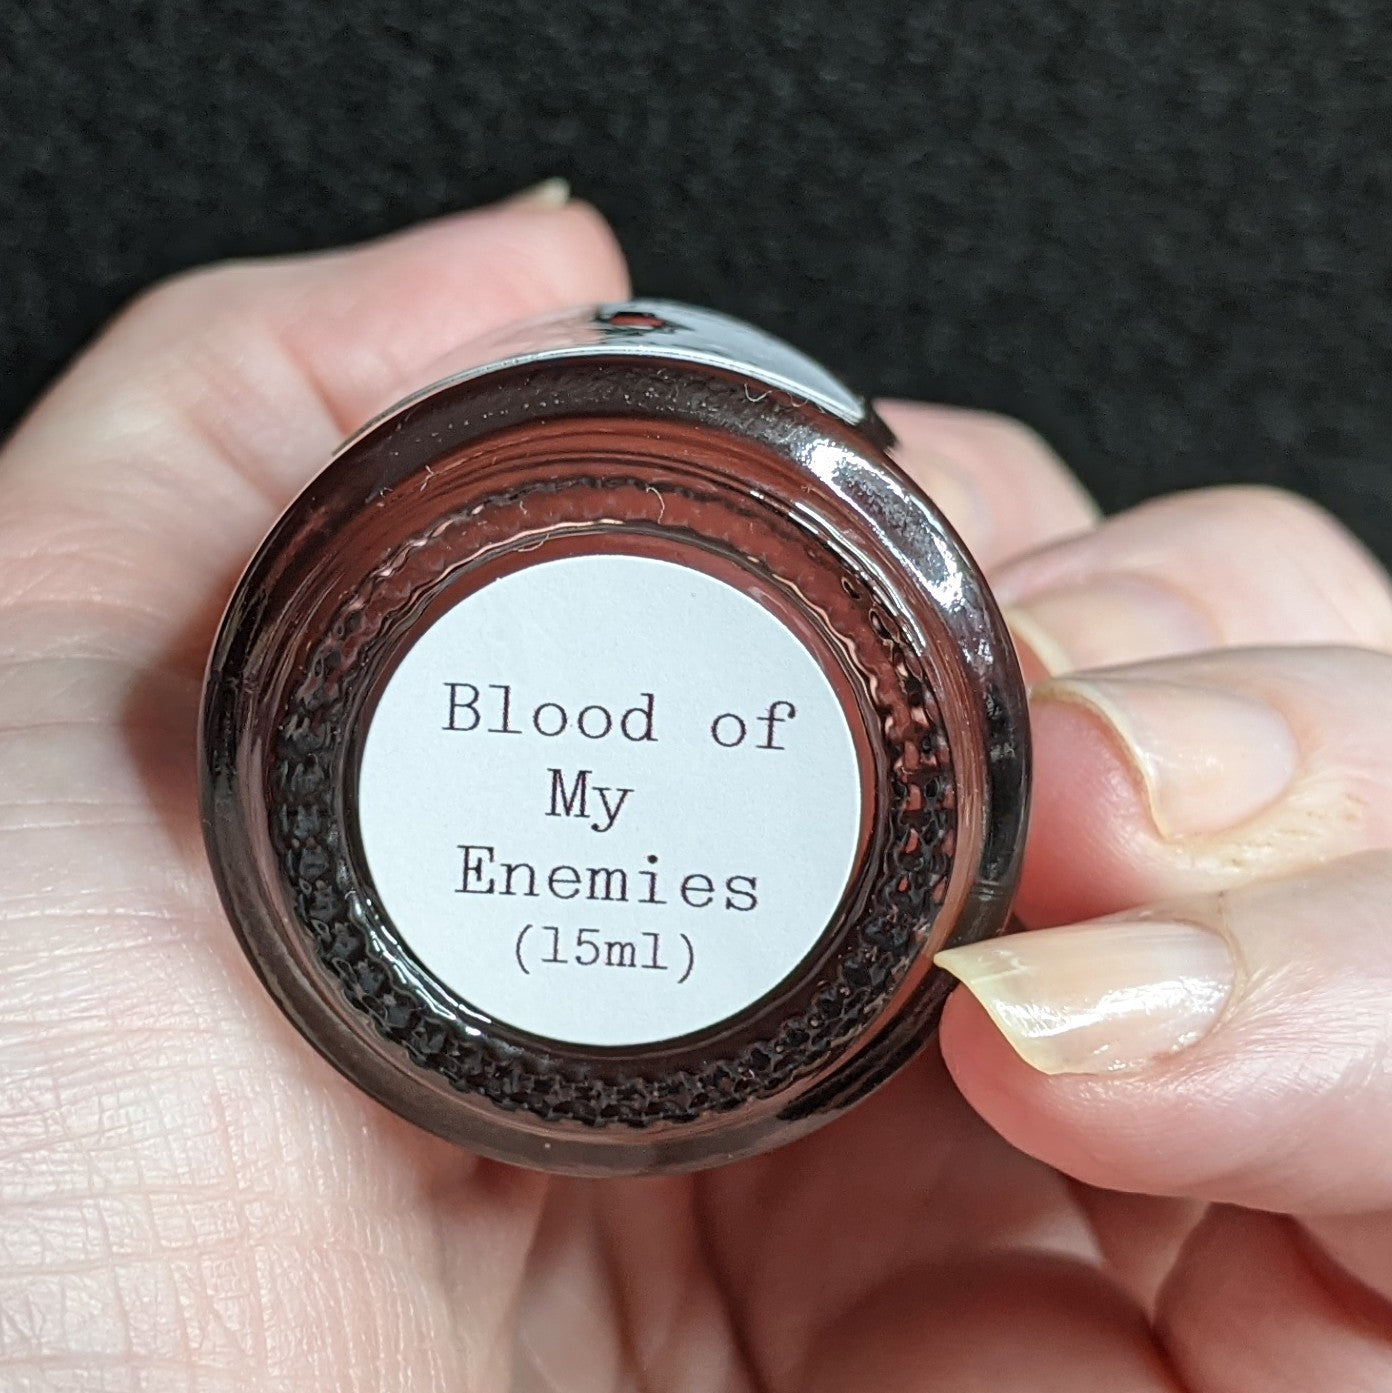 Blood of
My
Enemies
(15ml)